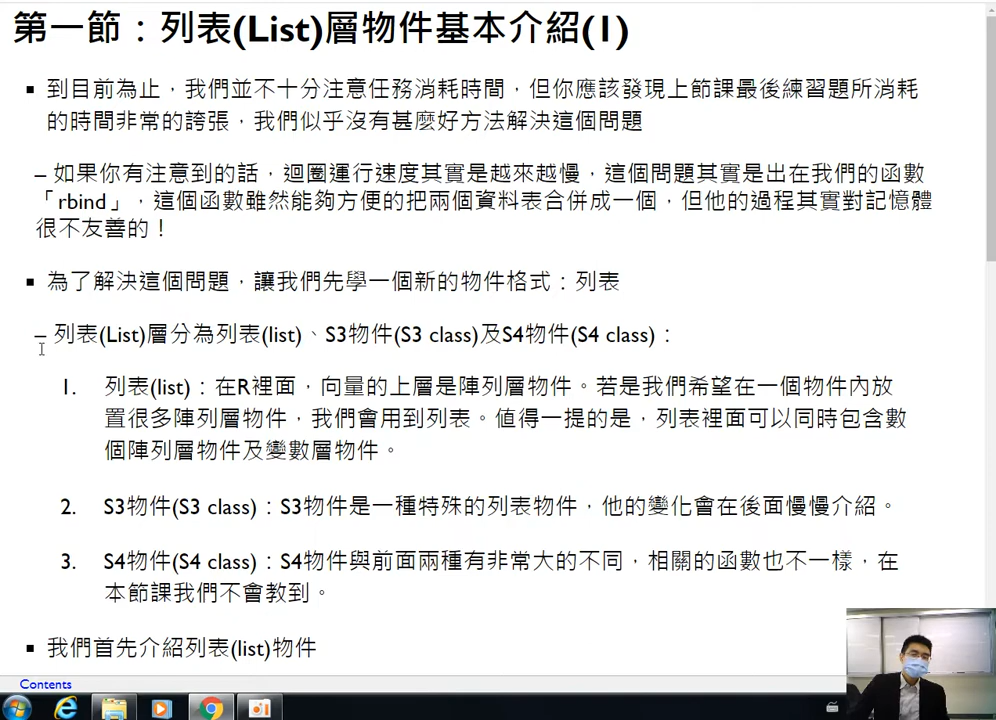 第一節：列表(List)層物件基本介紹(1)
▪ 到目前為止，我們並不十分注意任務消耗時間，但你應該發現上節課最後練習題所消耗
的時間非常的誇張，我們似乎沒有甚麼好方法解決這個問題
– 如果你有注意到的話，迴圈運行速度其實是越來越慢，這個問題其實是出在我們的函數
「rbind」，這個函數雖然能夠方便的把兩個資料表合併成一個，但他的過程其實對記憶體
很不友善的！
▪ 為了解決這個問題，讓我們先學一個新的物件格式：列表
– 列表(List)層分為列表(list)、S3物件(S3 class)及S4物件(S4 class)：
1. 列表(list)：在R裡面，向量的上層是陣列層物件。若是我們希望在一個物件內放
置很多陣列層物件，我們會用到列表。值得一提的是，列表裡面可以同時包含數
個陣列層物件及變數層物件。
2. S3物件(S3 class)：S3物件是一種特殊的列表物件，他的變化會在後面慢慢介紹。
3. S4物件(S4 class)：S4物件與前面兩種有非常大的不同，相關的函數也不一樣，在
本節課我們不會教到。
▪ 我們首先介紹列表(list)物件
Contents